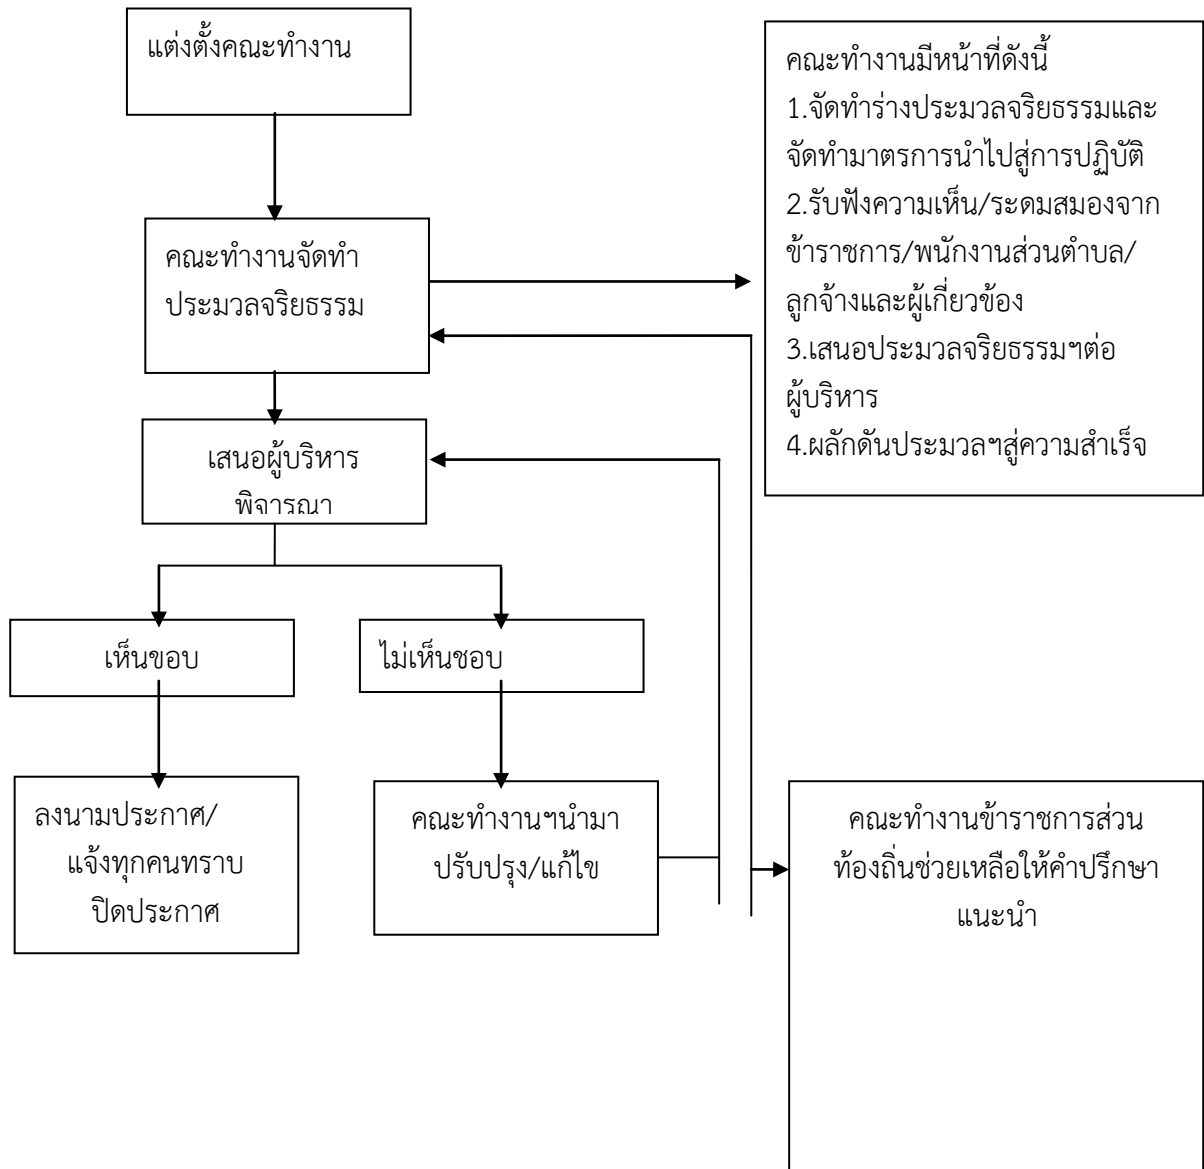 แต่งตั้งคณะทำงาน
คณะทำงานมีหน้าที่ดังนี้
1.จัดทำร่างประมวลจริยธรรมและ
จัดทำมาตรการนำไปสู่การปฏิบัติ
2.รับฟังความเห็น/ระดมสมองจาก
ข้าราชการ/พนักงานส่วนตำบล/
ลูกจ้างและผู้เกี่ยวข้อง
3.เสนอประมวลจริยธรรมฯต่อ
ผู้บริหาร
4.ผลักดันประมวลฯสู่ความสำเร็จ
คณะทำงานจัดทำ
ประมวลจริยธรรม
เสนอผู้บริหาร
พิจารณา
เห็นขอบ
ไม่เห็นชอบ
ลงนามประกาศ/
แจ้งทุกคนทราบ
ปิดประกาศ
คณะทำงานฯนำมา
ปรับปรุง/แก้ไข
คณะทำงานข้าราชการส่วน
ท้องถิ่นช่วยเหลือให้คำปรึกษา
แนะนำ